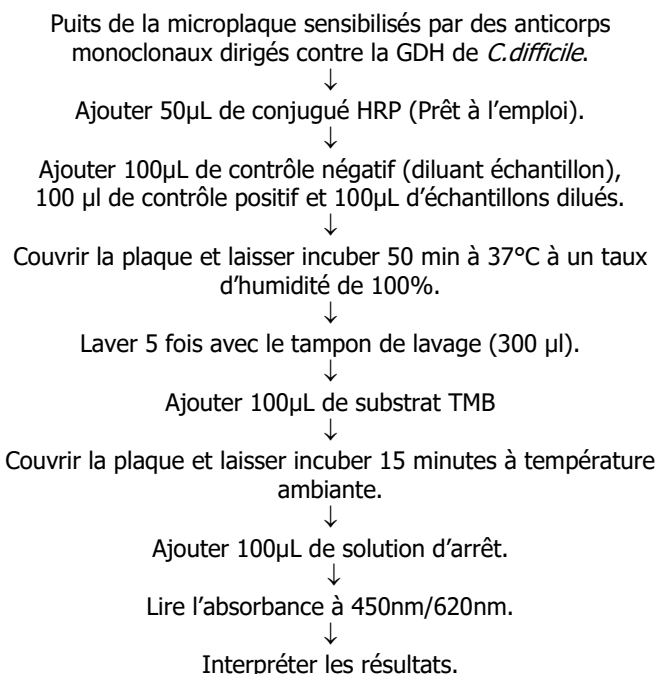 Puits de la microplaque sensibilisés par des anticorps
monoclonaux dirigés contre la GDH de C.difficile.
↓
Ajouter 50µL de conjugué HRP (Prêt à l’emploi).
↓
Ajouter 100µL de contrôle négatif (diluant échantillon),
100 µl de contrôle positif et 100µL d’échantillons dilués.
↓
Couvrir la plaque et laisser incuber 50 min à 37°C à un taux
d’humidité de 100%.
↓
Laver 5 fois avec le tampon de lavage (300 µl).
↓
Ajouter 100µL de substrat TMB
↓
Couvrir la plaque et laisser incuber 15 minutes à température
ambiante.
↓
Ajouter 100µL de solution d’arrêt.
↓
Lire l’absorbance à 450nm/620nm.
↓
Interpréter les résultats.